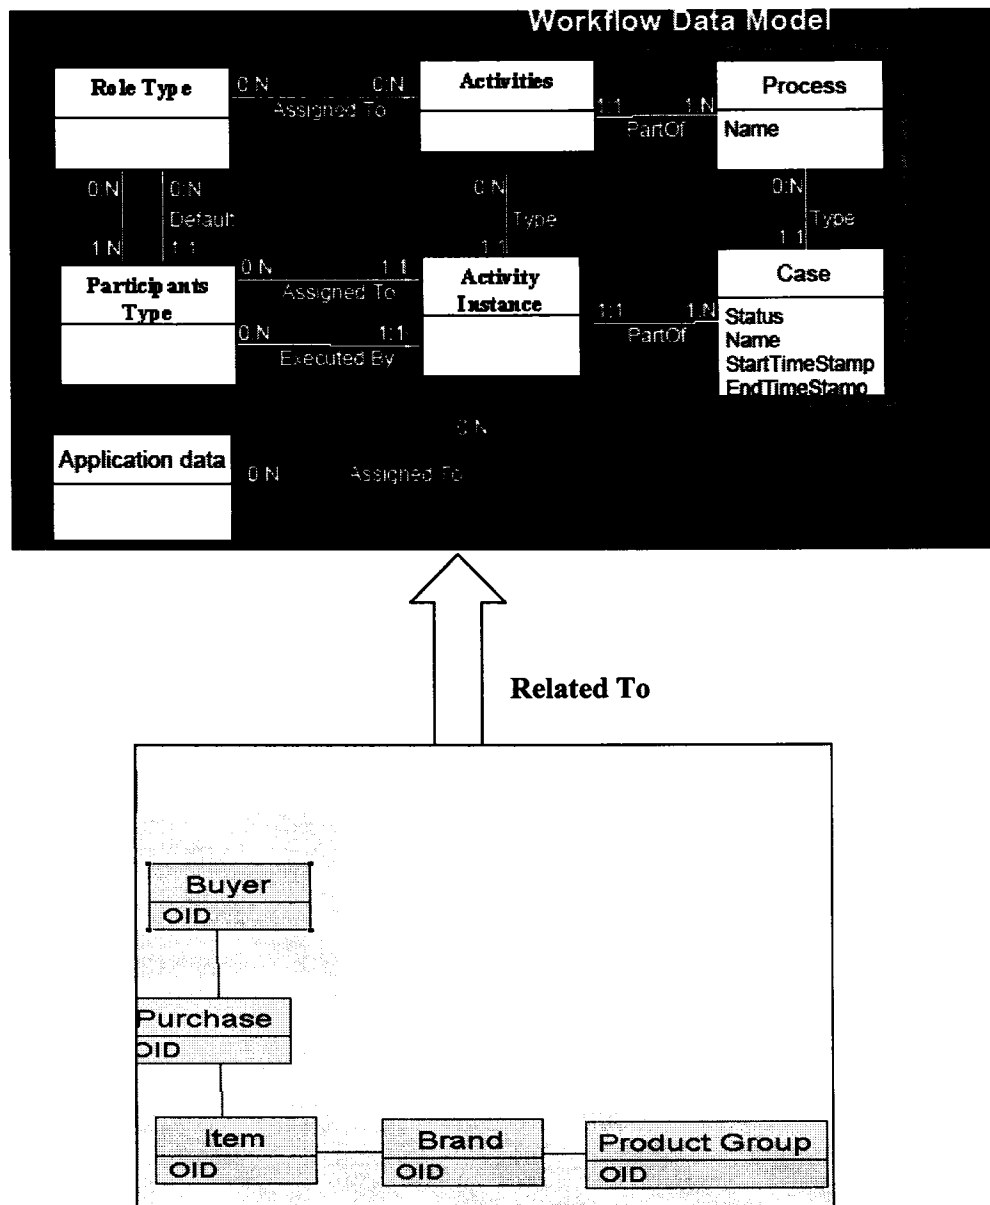 Workflow Data Model
Role Type
0:N
0:N
Assigned To
Activities
1:1
1:N
PartOf
Process
Name
0:N
0:N
Default
1:N
1:1
0:N
Type
1:1
0:N
Type
1:1
Participants
Type
0:N
1:1
Assigned To
0:N
1:1
Executed By
Activity
Instance
1:1
1:N
PartOf
Case
Status
Name
StartTimeStamp
EndTimeStamp
Application data
0:N
Assigned To
0:N
Related To
Buyer
OID
Purchase
OID
Item
OID
Brand
OID
Product Group
OID